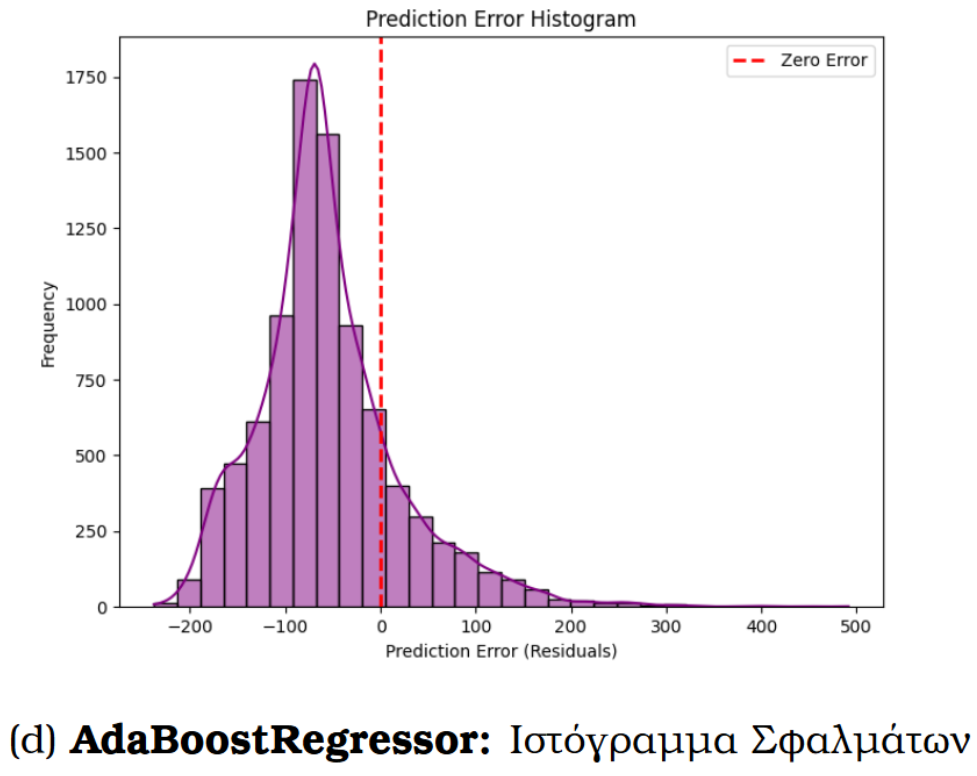 Prediction Error Histogram
Zero Error
1750
1500
1250
1000
750
500
250
0
Frequency
−200 −100 0 100 200 300 400 500
Prediction Error (Residuals)
(d) AdaBoostRegressor: Ιστόγραμμα Σφαλμάτων